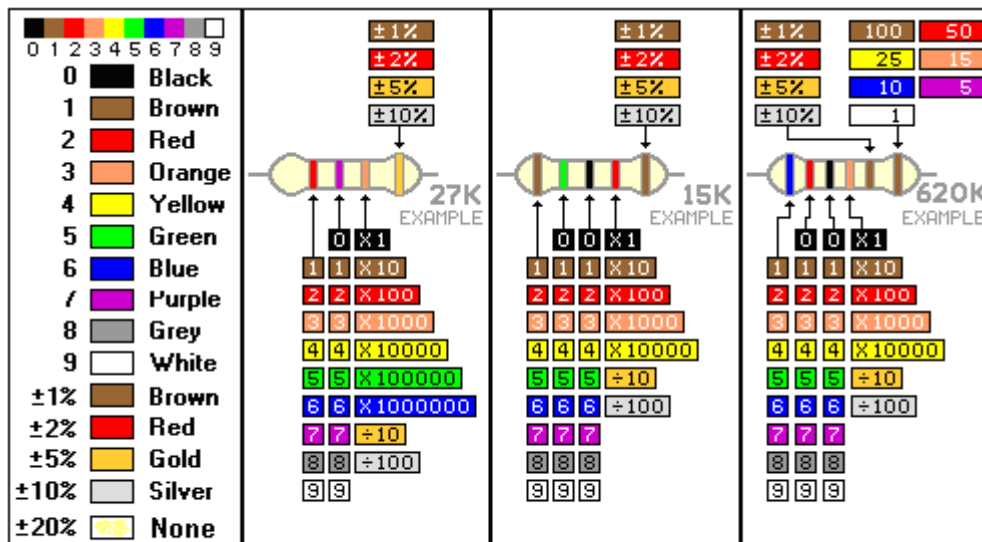 0 1 2 3 4 5 6 7 8 9
0 Black
1 Brown
2 Red
3 Orange
4 Yellow
5 Green
6 Blue
7 Purple
8 Grey
9 White
±1% Brown
±2% Red
±5% Gold
±10% Silver
±20% None
±1%
±2%
±5%
±10%
27K
EXAMPLE
0 X1
1 1 X10
2 2 X100
3 3 X1000
4 4 X10000
5 5 X100000
6 6 X1000000
7 7 ÷10
8 8 ÷100
9 9
±1%
±2%
±5%
±10%
15K
EXAMPLE
0 0 X1
1 1 1 X10
2 2 2 X100
3 3 3 X1000
4 4 4 X10000
5 5 5 ÷10
6 6 6 ÷100
7 7 7
8 8 8
9 9 9
±1% 100 50
±2% 25 15
±5% 10 5
±10% 1
620K
EXAMPLE
0 0 X1
1 1 1 X10
2 2 2 X100
3 3 3 X1000
4 4 4 X10000
5 5 5 ÷10
6 6 6 ÷100
7 7 7
8 8 8
9 9 9